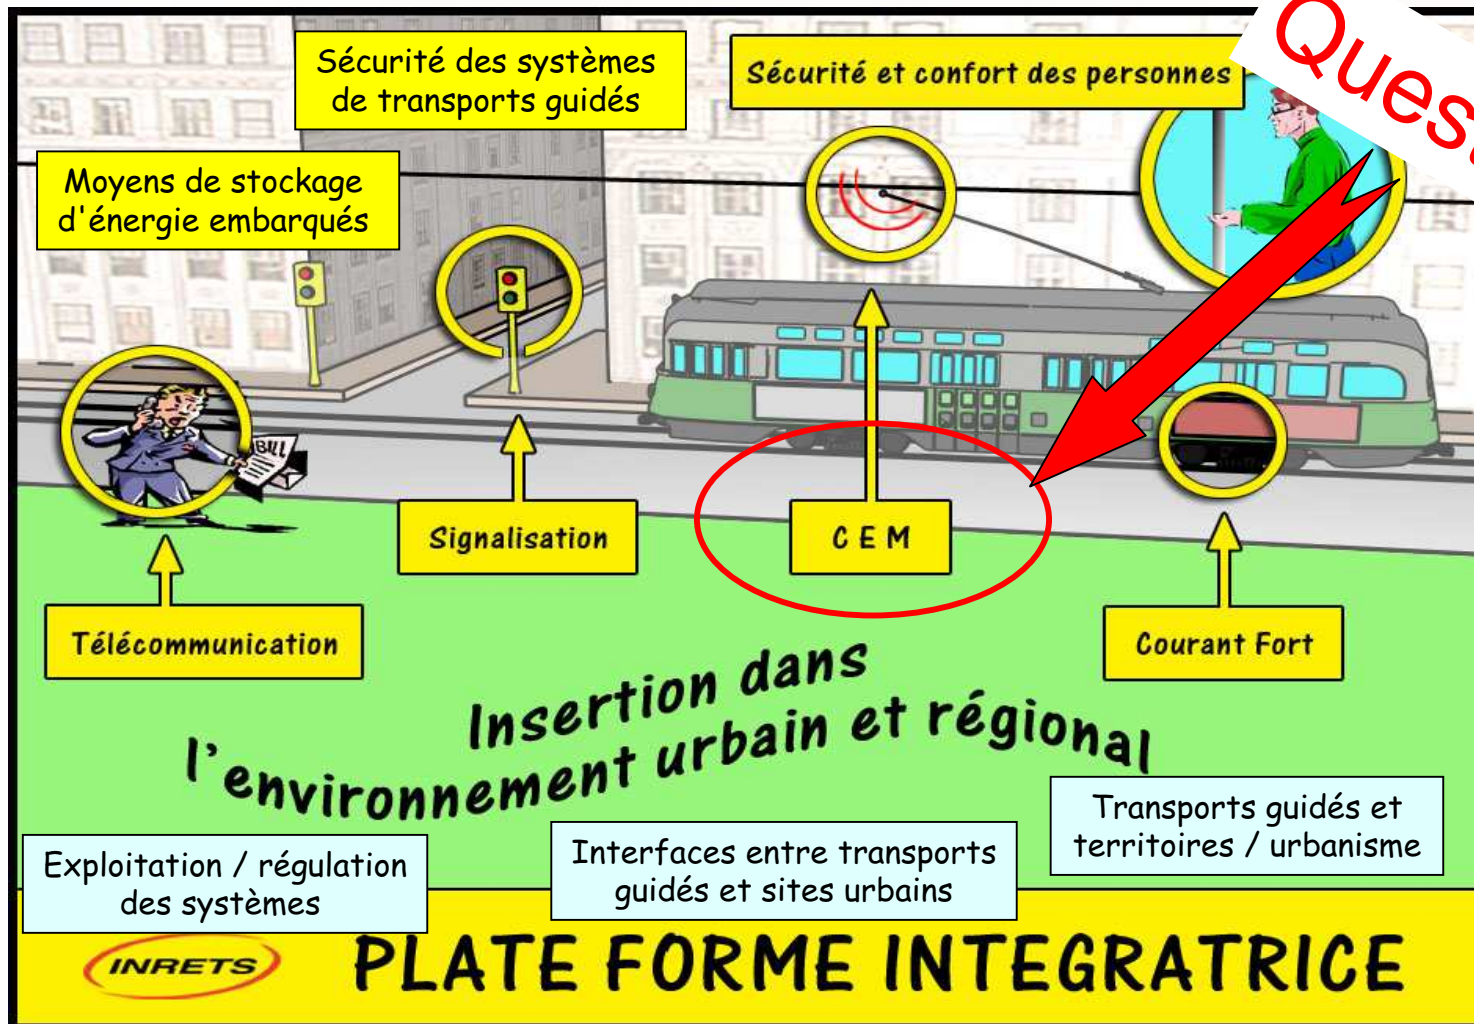 Sécurité des systèmes
de transports guidés
Sécurité et confort des personnes
Moyens de stockage
d'énergie embarqués
BILL
Signalisation
C E M
Télécommunication
Courant Fort
Insertion dans
l'environnement urbain et régional
Exploitation / régulation
des systèmes
Interfaces entre transports
guidés et sites urbains
Transports guidés et
territoires / urbanisme
INRETS
PLATE FORME INTEGRATRICE